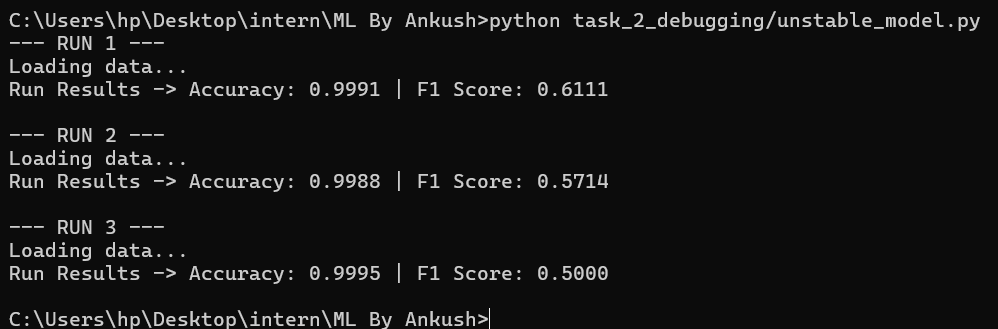 C:\Users\hp\Desktop\intern\ML By Ankush>python task_2_debugging/unstable_model.py
--- RUN 1 ---
Loading data...
Run Results -> Accuracy: 0.9991 | F1 Score: 0.6111
--- RUN 2 ---
Loading data...
Run Results -> Accuracy: 0.9988 | F1 Score: 0.5714
--- RUN 3 ---
Loading data...
Run Results -> Accuracy: 0.9995 | F1 Score: 0.5000
C:\Users\hp\Desktop\intern\ML By Ankush>